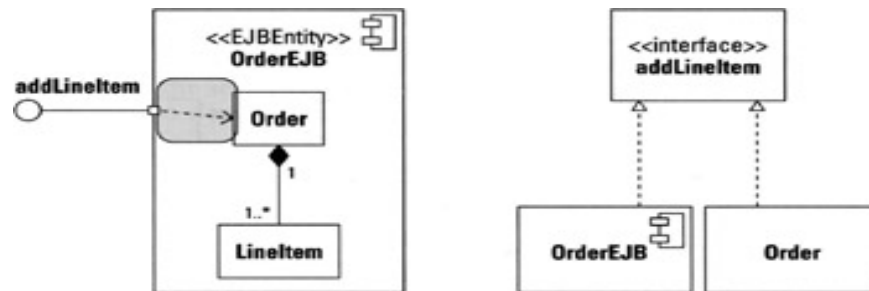 <<EJBEntity>>
OrderEJB
addLineItem
Order
1
1..*
LineItem
<<interface>>
addLineItem
OrderEJB
Order